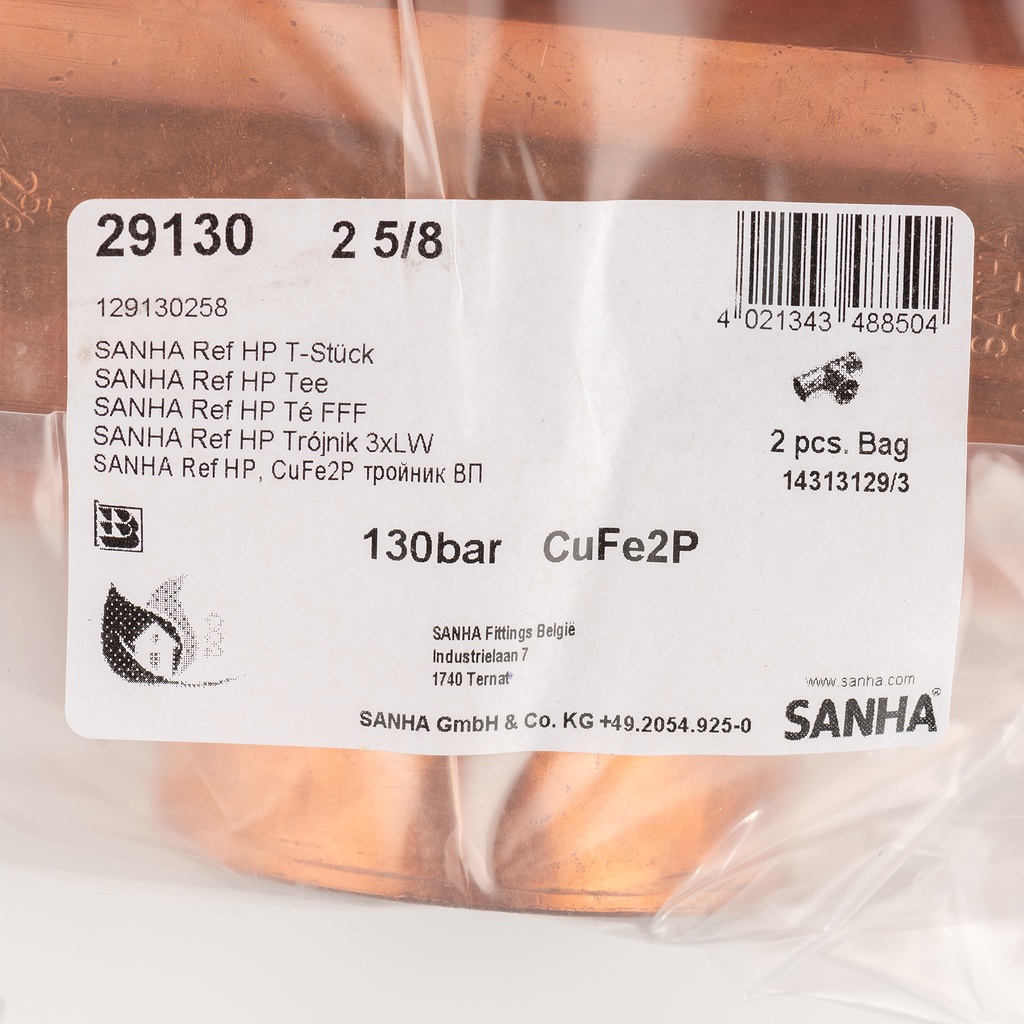 29130 2 5/8
129130258
4 021343 488504
SANHA Ref HP T-Stück
SANHA Ref HP Tee
SANHA Ref HP Té FFF
SANHA Ref HP Trójnik 3xLW
SANHA Ref HP, CuFe2P тройник ВП
2 pcs. Bag
14313129/3
130bar CuFe2P
SANHA Fittings België
Industrielaan 7
1740 Ternat
www.sanha.com
SANHA®
SANHA GmbH & Co. KG +49.2054.925-0
SANHA